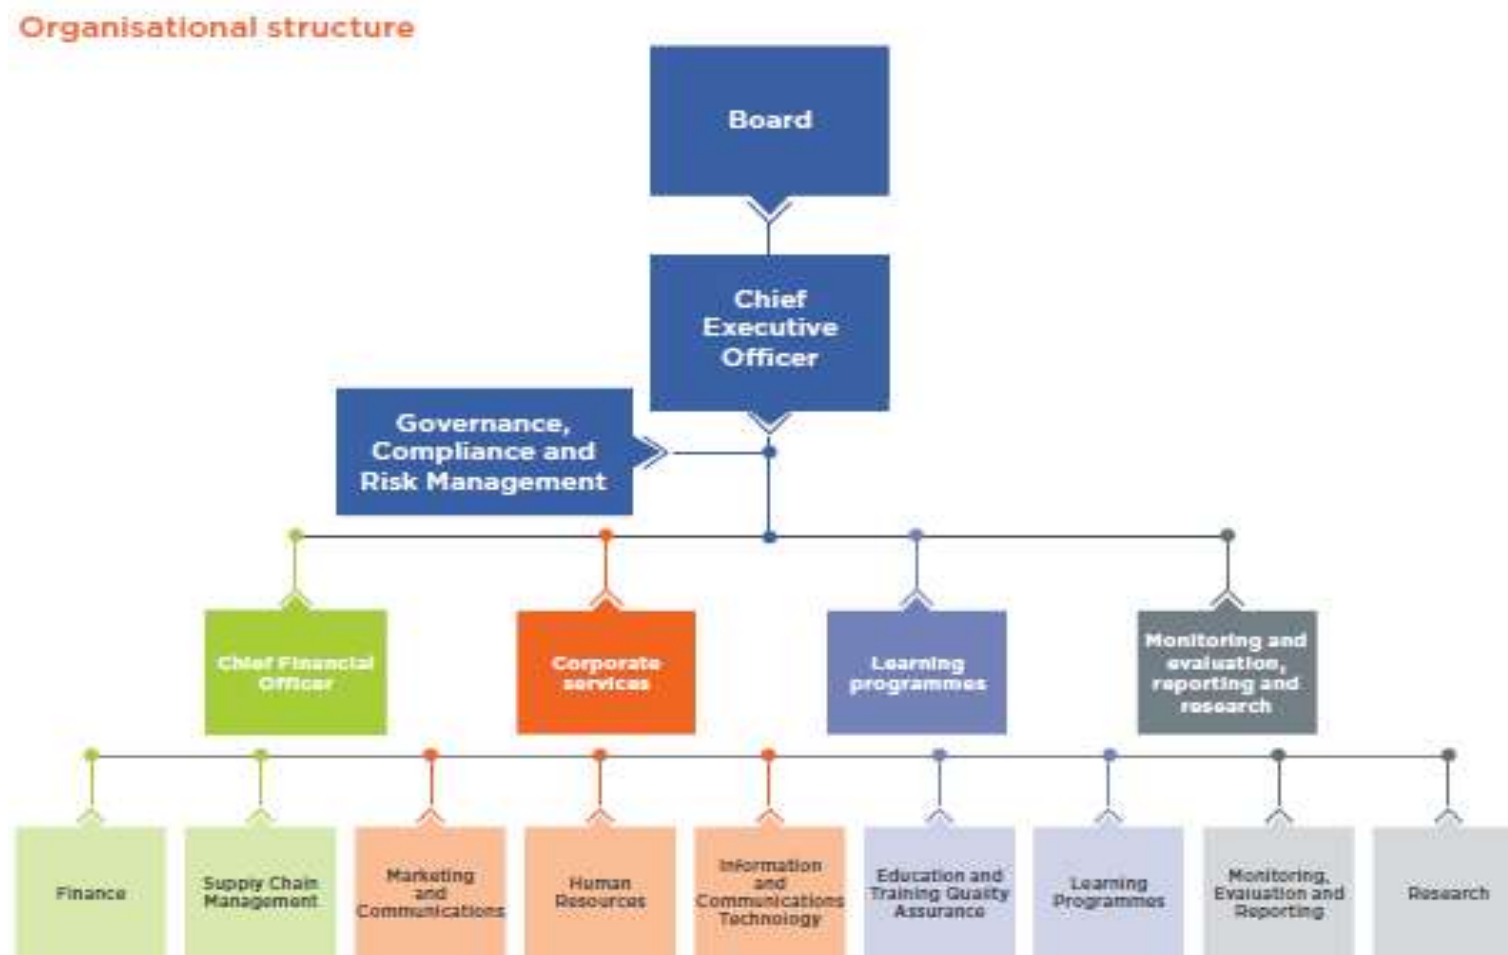 Organisational structure
Board
Chief
Executive
Officer
Governance,
Compliance and
Risk Management
Chief Financial
Officer
Corporate
services
Learning
programmes
Monitoring and
evaluation,
reporting and
research
Finance
Supply Chain
Management
Marketing
and
Communications
Human
Resources
Information
and
Communications
Technology
Education and
Training Quality
Assurance
Learning
Programmes
Monitoring,
Evaluation and
Reporting
Research